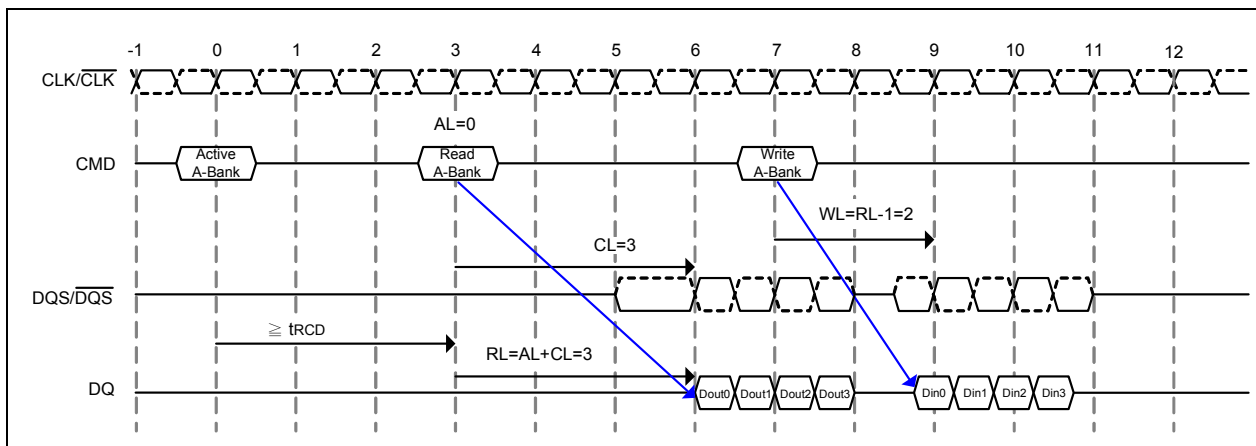 -1 0 1 2 3 4 5 6 7 8 9 10 11 12
CLK/CLK
AL=0
CMD
Active
A-Bank
Read
A-Bank
Write
A-Bank
WL=RL-1=2
CL=3
DQS/DQS
≧ tRCD
RL=AL+CL=3
DQ
Dout0 Dout1 Dout2 Dout3 Din0 Din1 Din2 Din3